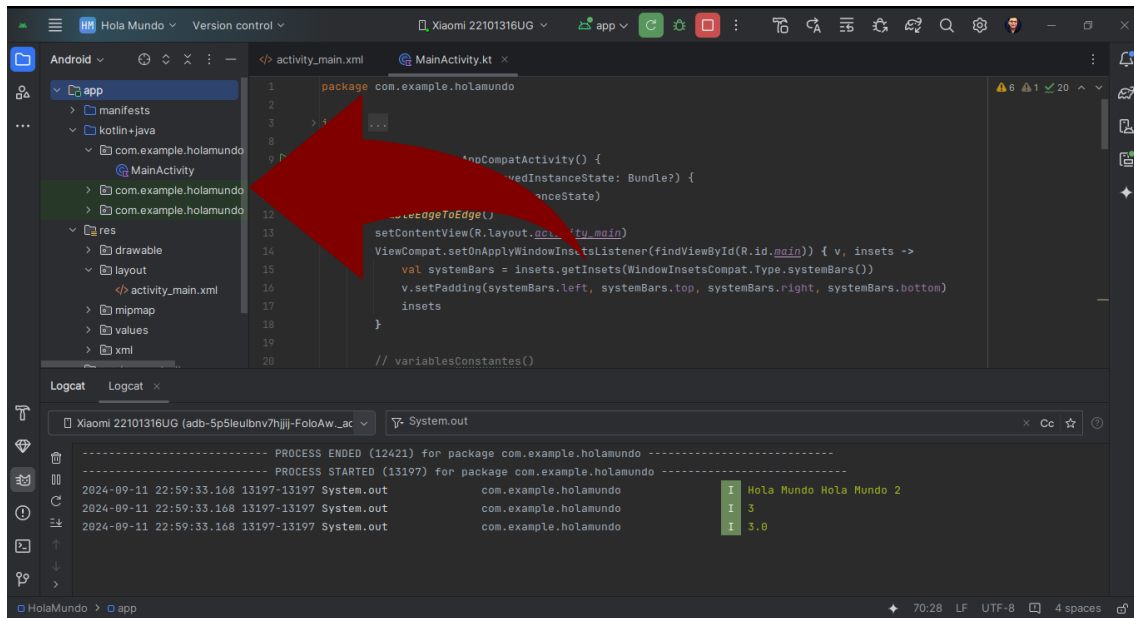 HM Hola Mundo Version control Xiaomi 22101316UG app
Android </> activity_main.xml MainActivity.kt
app
manifests
kotlin+java
com.example.holamundo
MainActivity
com.example.holamundo
com.example.holamundo
res
drawable
layout
</> activity_main.xml
mipmap
values
xml
6 1 20
1 package com.example.holamundo
2
3 ...
8
9 AppCompatActivity() {
InstanceState: Bundle?) {
anceState)
12 EdgeToEdge()
13 setContentView(R.layout.activity_main)
14 ViewCompat.setOnApplyWindowInsetsListener(findViewById(R.id.main)) { v, insets ->
15 val systemBars = insets.getInsets(WindowInsetsCompat.Type.systemBars())
16 v.setPadding(systemBars.left, systemBars.top, systemBars.right, systemBars.bottom)
17 insets
18 }
19
20 // variablesConstantes()
Logcat Logcat
Xiaomi 22101316UG (adb-5p5leulbnv7hjjij-FoloAw._ac System.out Cc
---------------------------- PROCESS ENDED (12421) for package com.example.holamundo ----------------------------
---------------------------- PROCESS STARTED (13197) for package com.example.holamundo ----------------------------
2024-09-11 22:59:33.168 13197-13197 System.out com.example.holamundo I Hola Mundo Hola Mundo 2
2024-09-11 22:59:33.168 13197-13197 System.out com.example.holamundo I 3
2024-09-11 22:59:33.168 13197-13197 System.out com.example.holamundo I 3.0
HolaMundo > app 70:28 LF UTF-8 4 spaces